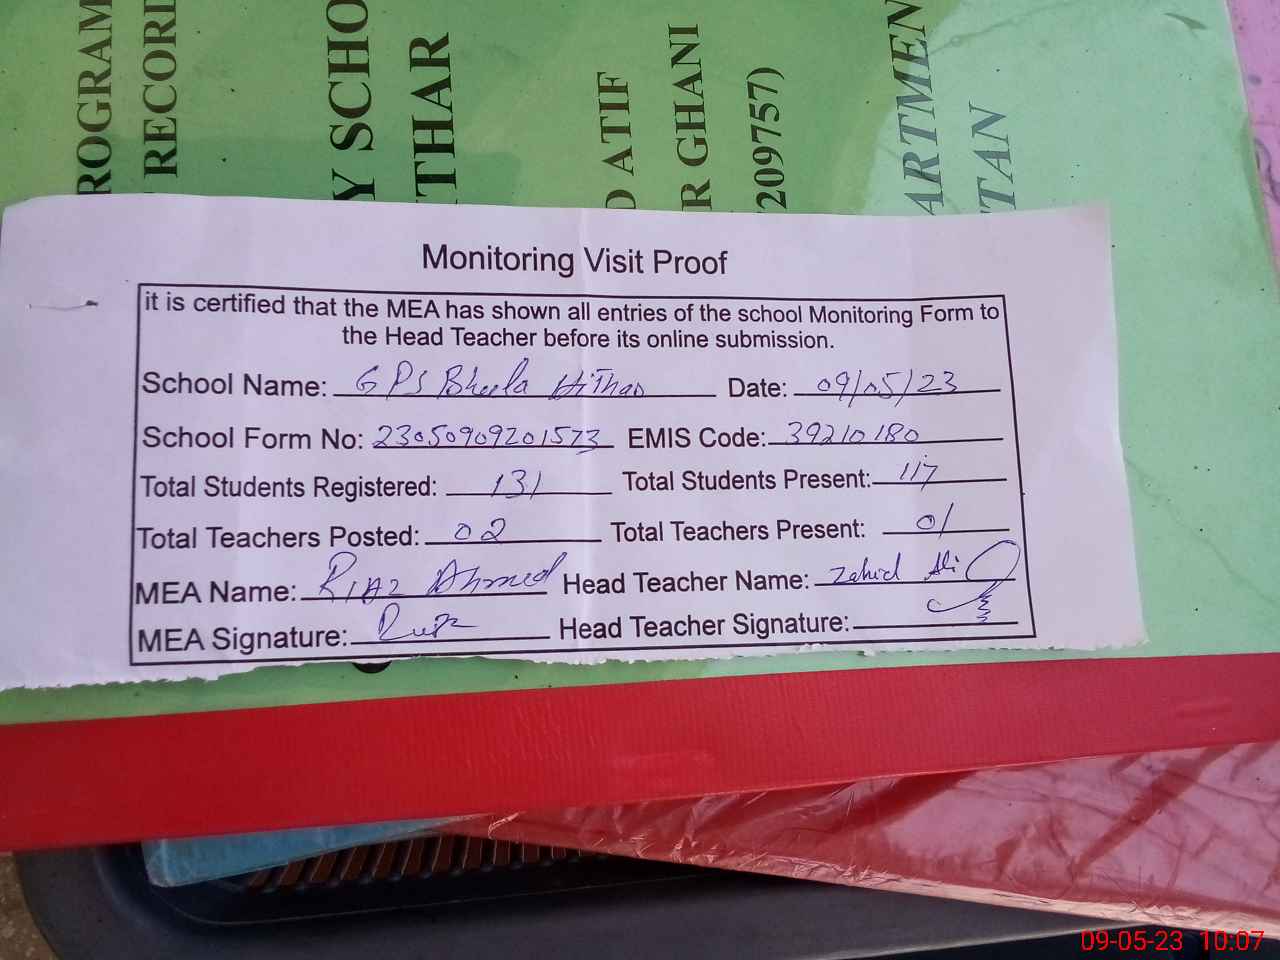 ROGRAM
RECORD
Y SCHO
THAR
ATIF
R GHANI
209757)
ARTMEN
TAN
Monitoring Visit Proof
it is certified that the MEA has shown all entries of the school Monitoring Form to
the Head Teacher before its online submission.
School Name: GPS Bheela Hithar Date: 09/05/23
School Form No: 23050909201573 EMIS Code: 39210180
Total Students Registered: 131 Total Students Present: 117
Total Teachers Posted: 02 Total Teachers Present: 01
MEA Name: Riaz Ahmed Head Teacher Name: Zahid Ali
MEA Signature: Head Teacher Signature:
09-05-23 10:07